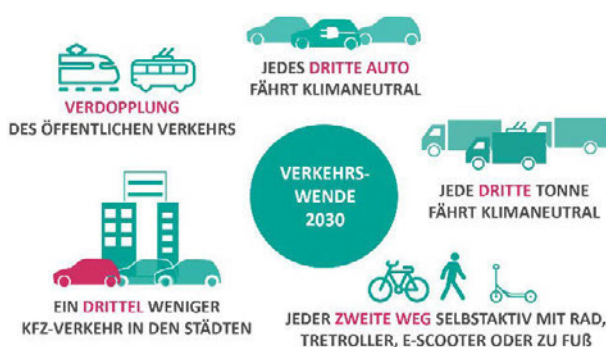 JEDES DRITTE AUTO
FÄHRT KLIMANEUTRAL
VERDOPPLUNG
DES ÖFFENTLICHEN VERKEHRS
VERKEHRS-
WENDE
2030
JEDE DRITTE TONNE
FÄHRT KLIMANEUTRAL
EIN DRITTEL WENIGER
KFZ-VERKEHR IN DEN STÄDTEN
JEDER ZWEITE WEG SELBSTAKTIV MIT RAD,
TRETROLLER, E-SCOOTER ODER ZU FUß